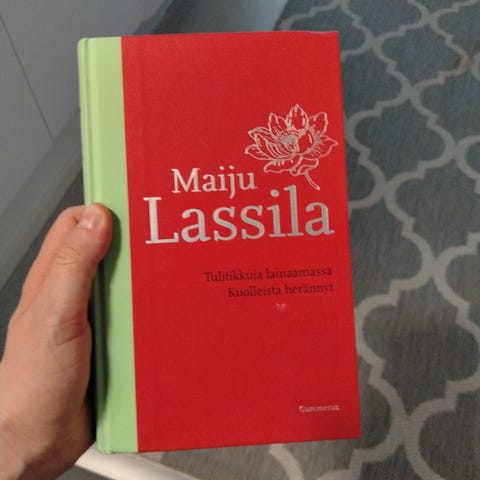 Maiju
Lassila
Tulitikkuja lainaamassa
Kuolleista herännyt
Gummerus